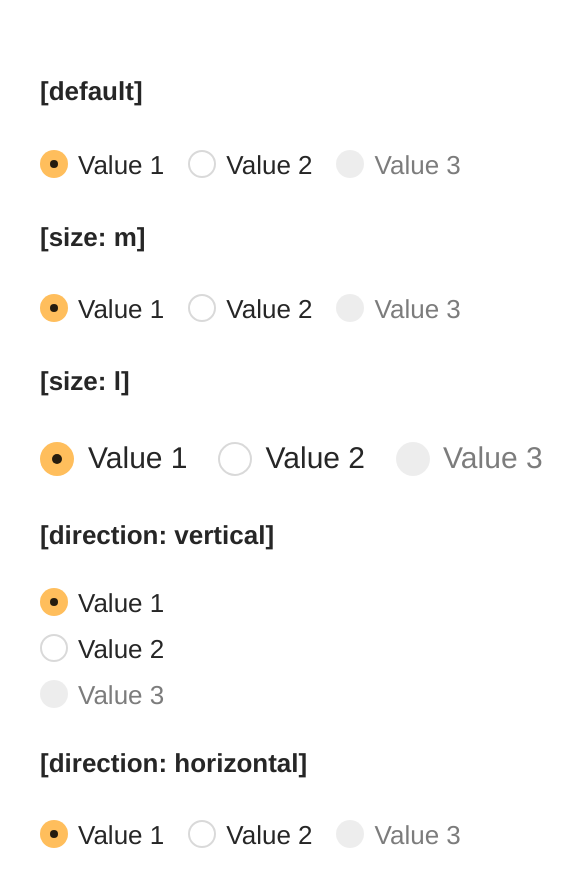 [default]
Value 1 Value 2 Value 3
[size: m]
Value 1 Value 2 Value 3
[size: l]
Value 1 Value 2 Value 3
[direction: vertical]
Value 1
Value 2
Value 3
[direction: horizontal]
Value 1 Value 2 Value 3